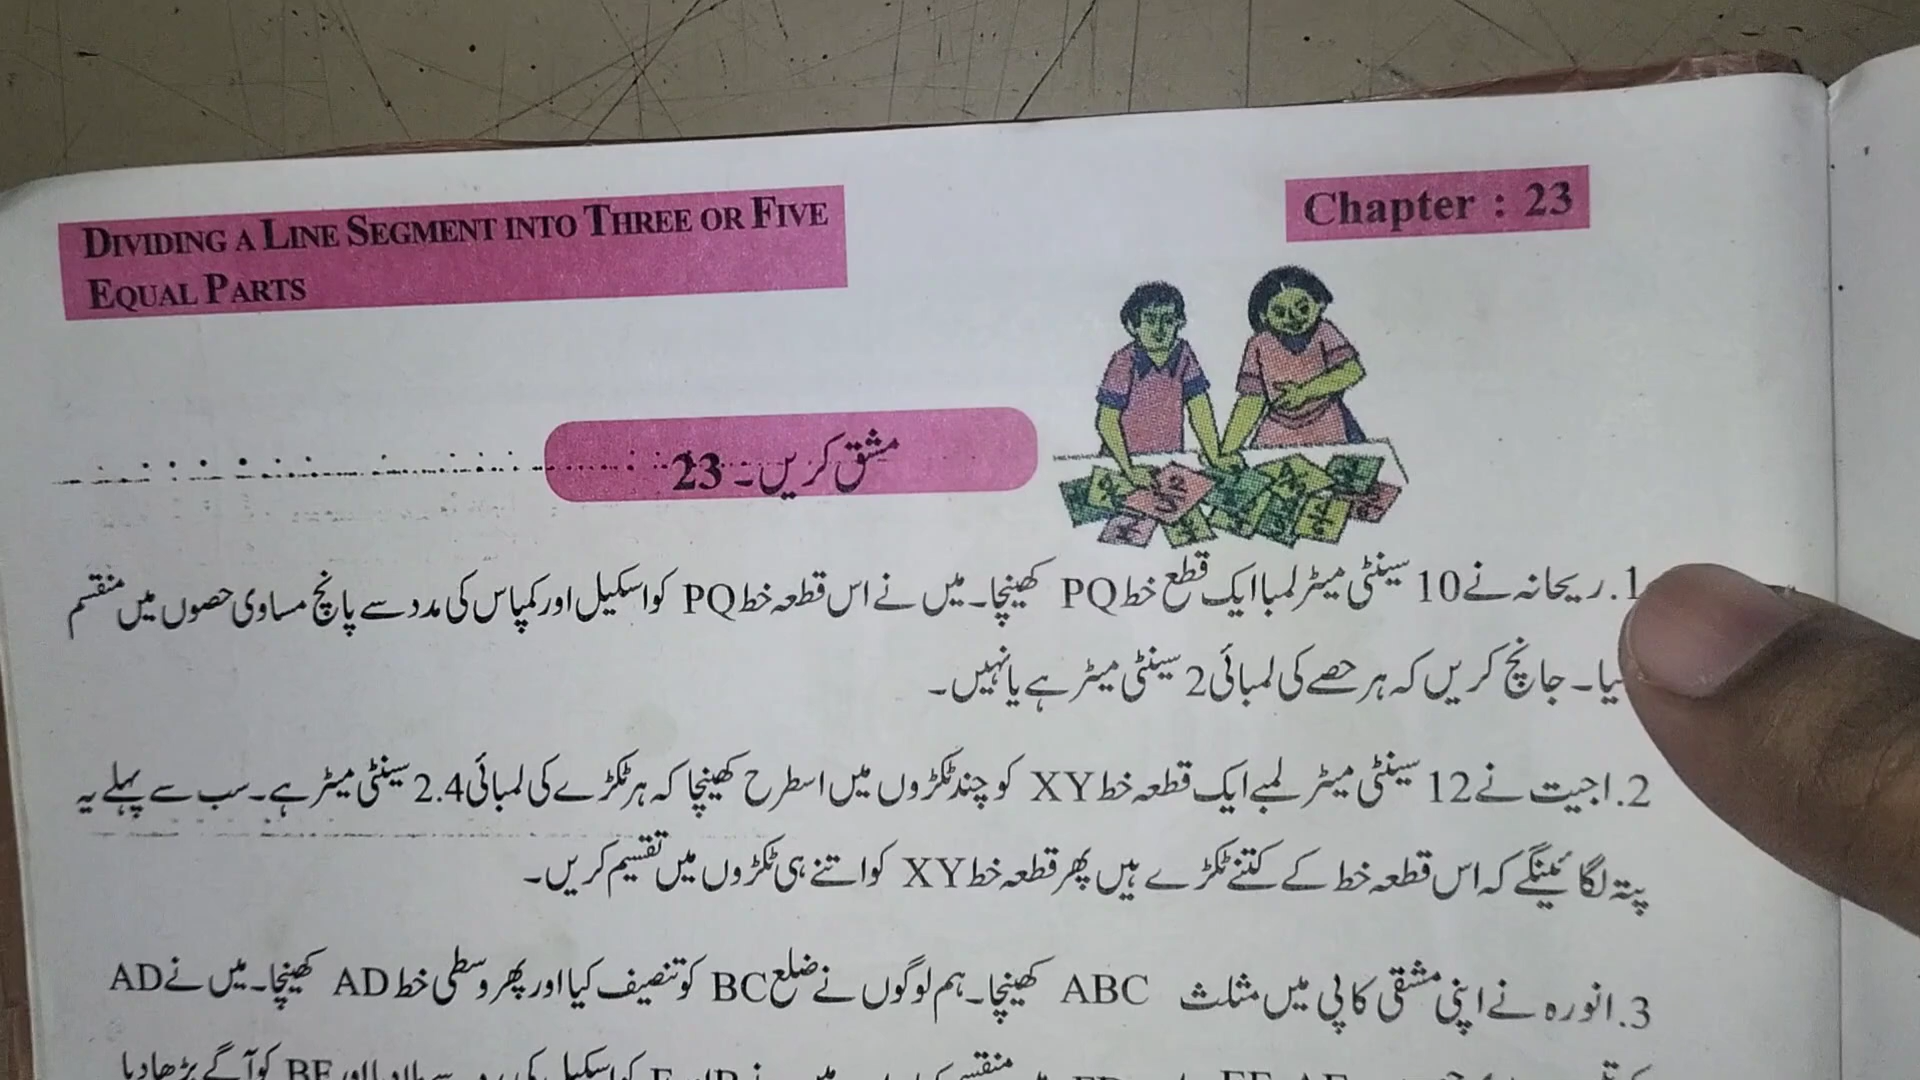 DIVIDING A LINE SEGMENT INTO THREE OR FIVE
EQUAL PARTS
Chapter : 23
مشق کریں۔ 23
1. ریحانہ نے 10 سینٹی میٹر لمبا ایک قطع خط PQ کھینچا۔ میں نے اس قطعہ خط PQ کو اسکیل اور کمپاس کی مدد سے پانچ مساوی حصوں میں منقسم
۔ جانچ کریں کہ ہر حصے کی لمبائی 2 سینٹی میٹر ہے یا نہیں۔
2. اجیت نے 12 سینٹی میٹر لمبے ایک قطعہ خط XY کو چند ٹکڑوں میں اسطرح کھینچا کہ ہر ٹکڑے کی لمبائی 2.4 سینٹی میٹر ہے۔ سب سے پہلے یہ
پتہ لگائینگے کہ اس قطعہ خط کے کتنے ٹکڑے ہیں پھر قطعہ خط XY کو اتنے ہی ٹکڑوں میں تقسیم کریں۔
3. انورہ نے اپنی مشقی کاپی میں مثلث ABC کھینچا۔ ہم لوگوں نے ضلع BC کو تنصیف کیا اور پھر وسطی خط AD کھینچا۔ میں نے AD